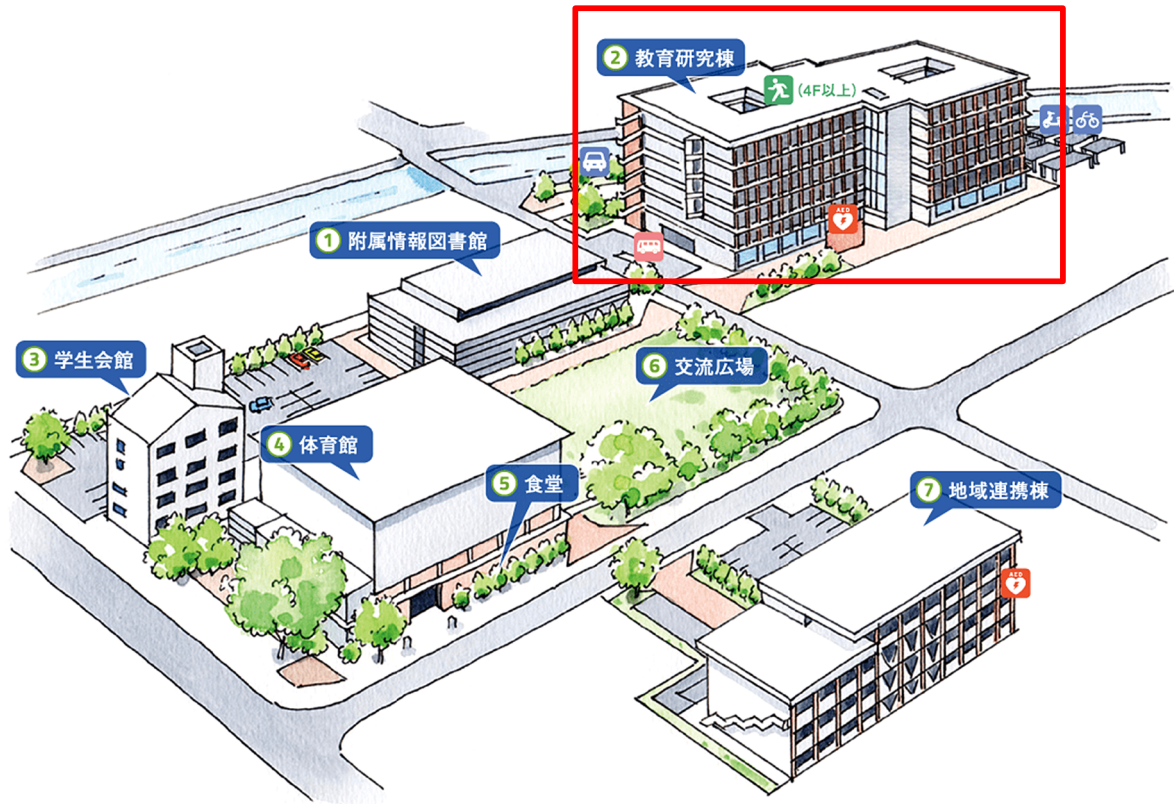 ② 教育研究棟
(4F以上)
AED
① 附属情報図書館
③ 学生会館
⑥ 交流広場
④ 体育館
⑤ 食堂
⑦ 地域連携棟
AED